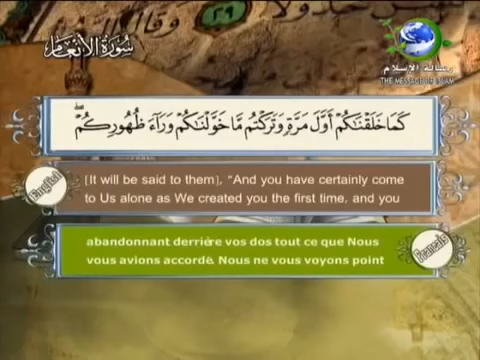 سورة الأنعام
رسالة الإسلام
THE MESSAGE OF ISLAM
كَمَا خَلَقْنَٰكُمْ أَوَّلَ مَرَّةٍ وَتَرَكْتُم مَّا خَوَّلْنَٰكُمْ وَرَآءَ ظُهُورِكُمْ ۖ
English
[It will be said to them], "And you have certainly come
to Us alone as We created you the first time, and you
abandonnant derrière vos dos tout ce que Nous
vous avions accordé. Nous ne vous voyons point
Francais